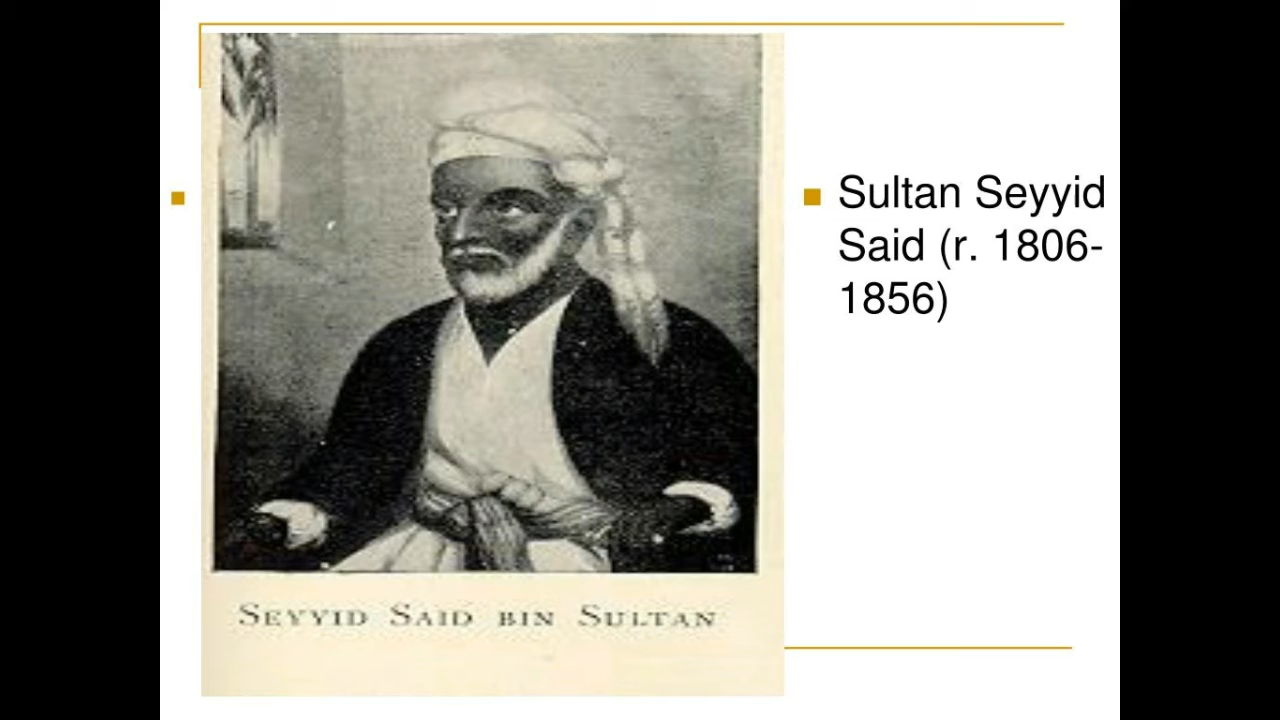 SEYYID SAID BIN SULTAN
Sultan Seyyid
Said (r. 1806-
1856)